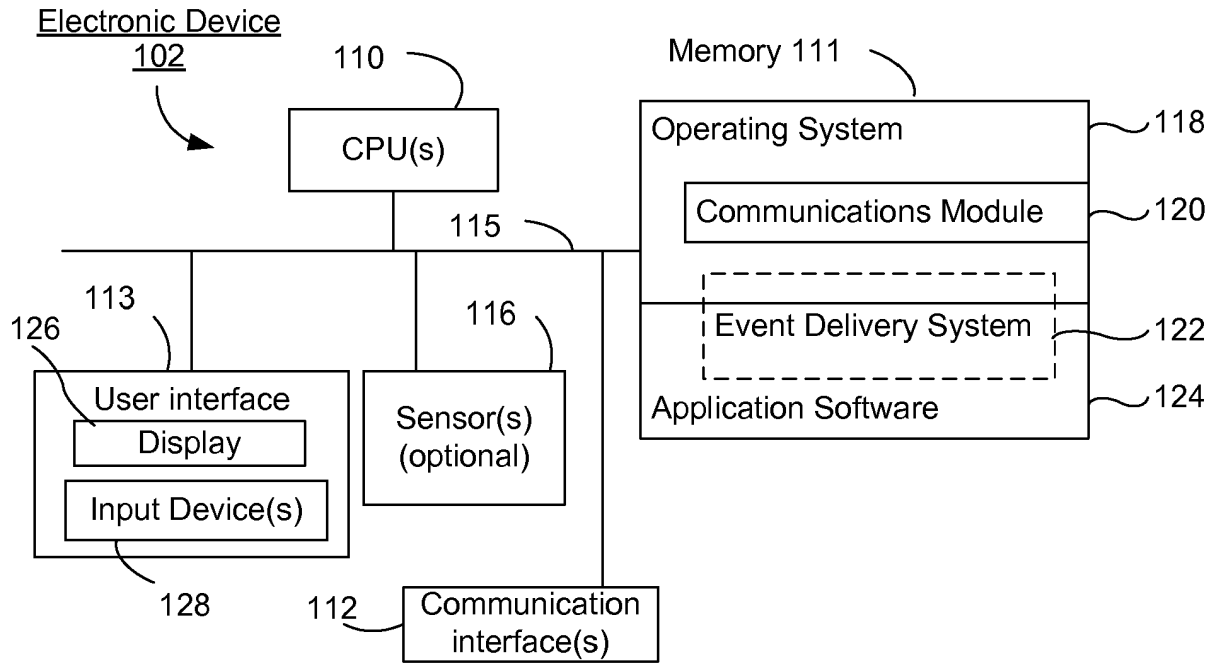 Electronic Device
102
110
Memory 111
CPU(s)
Operating System
118
Communications Module
120
115
113
126
116
Event Delivery System
122
User interface
Display
Input Device(s)
Sensor(s)
(optional)
Application Software
124
128
112
Communication
interface(s)